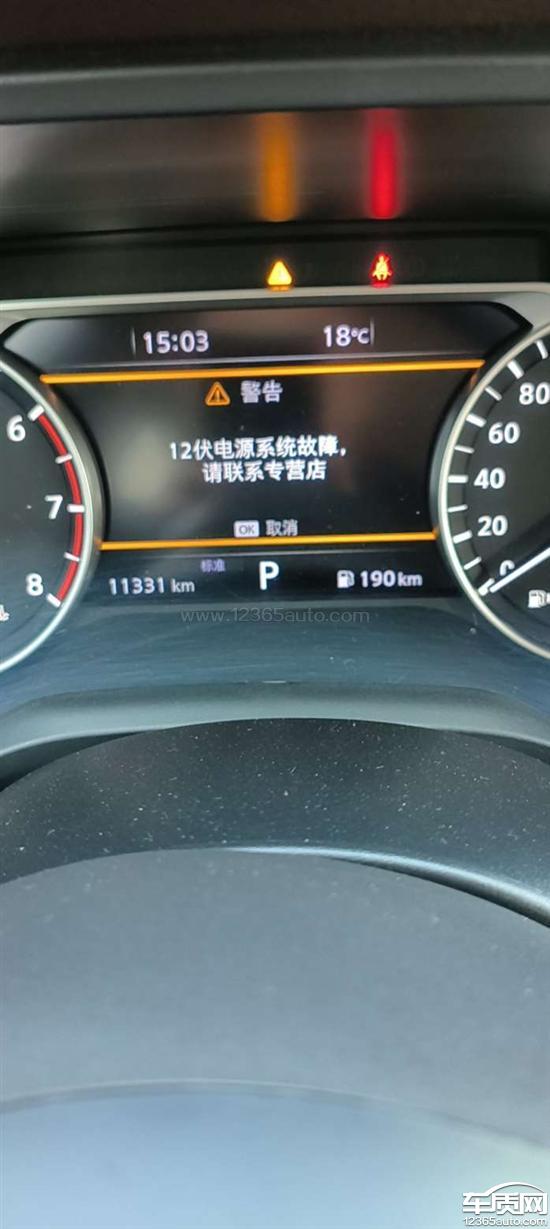 15:03 18℃
警告
12伏电源系统故障，
请联系专营店
OK 取消
标准
11331 km P 190km
6
7
8
80
60
40
20
0
www.12365auto.com
车质网
12365auto.com